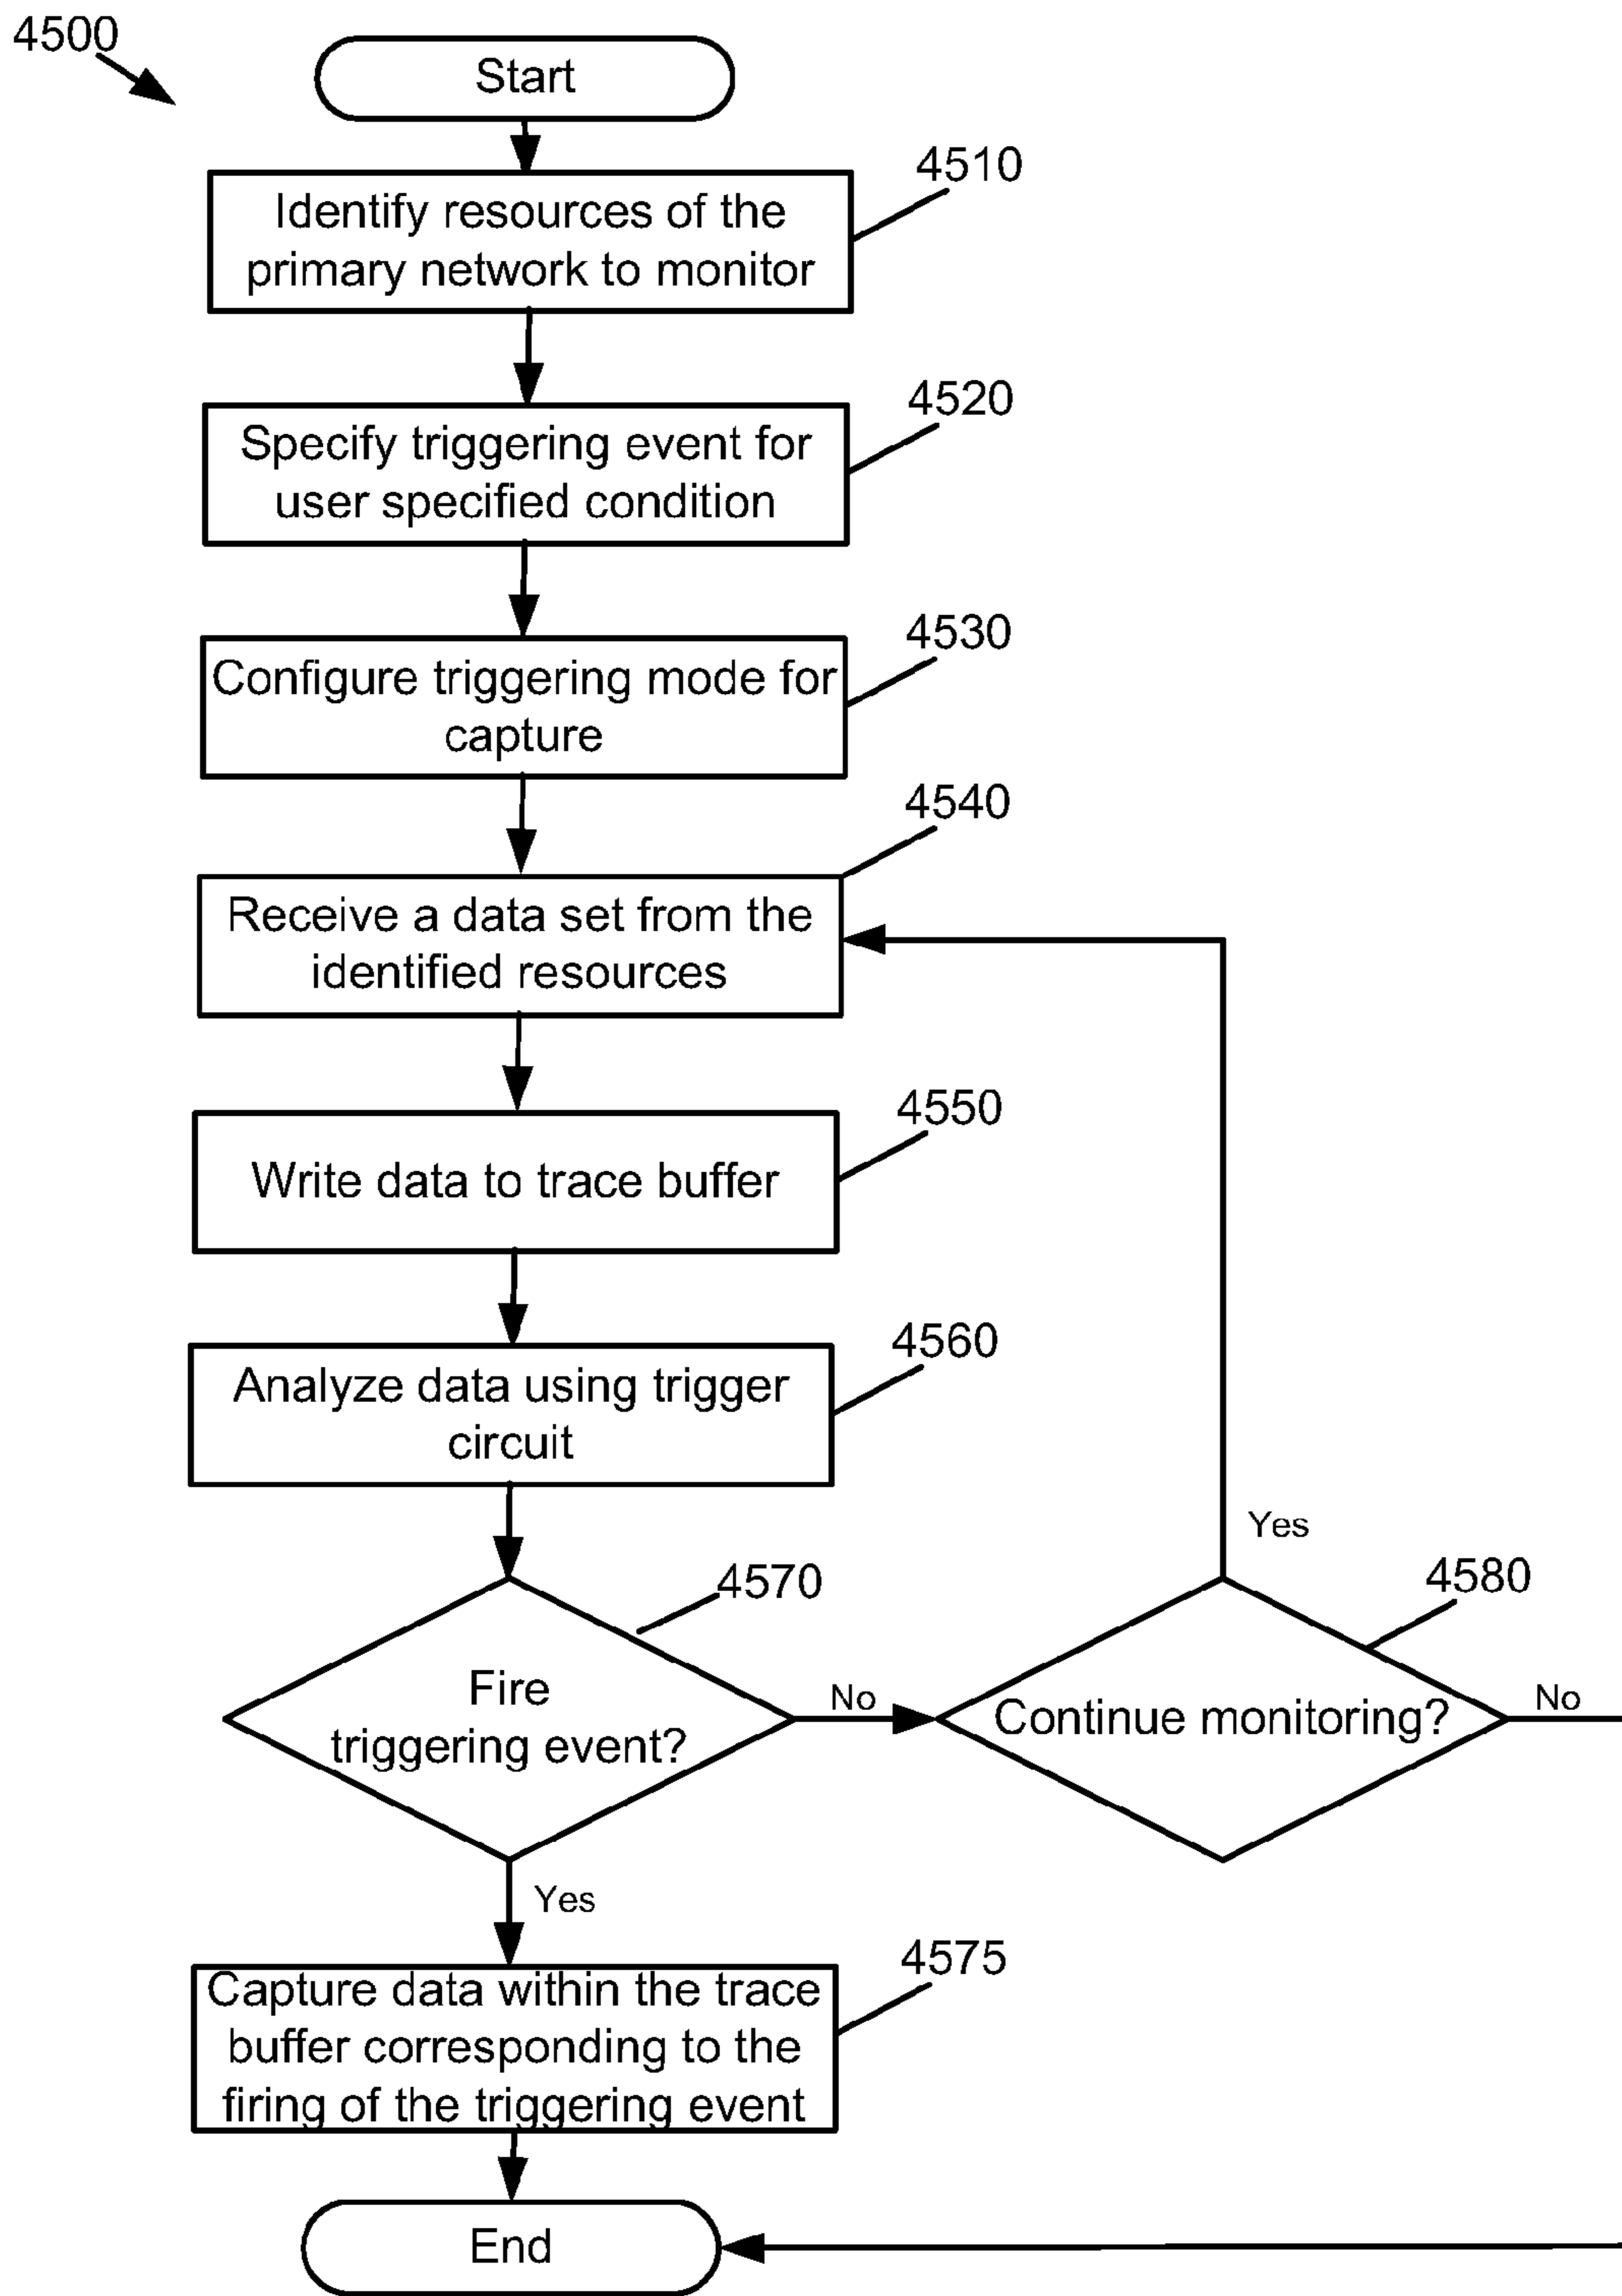 4500
Start
4510
Identify resources of the
primary network to monitor
4520
Specify triggering event for
user specified condition
4530
Configure triggering mode for
capture
4540
Receive a data set from the
identified resources
4550
Write data to trace buffer
4560
Analyze data using trigger
circuit
Yes
4570
4580
Fire
triggering event?
No
Continue monitoring?
No
Yes
4575
Capture data within the trace
buffer corresponding to the
firing of the triggering event
End